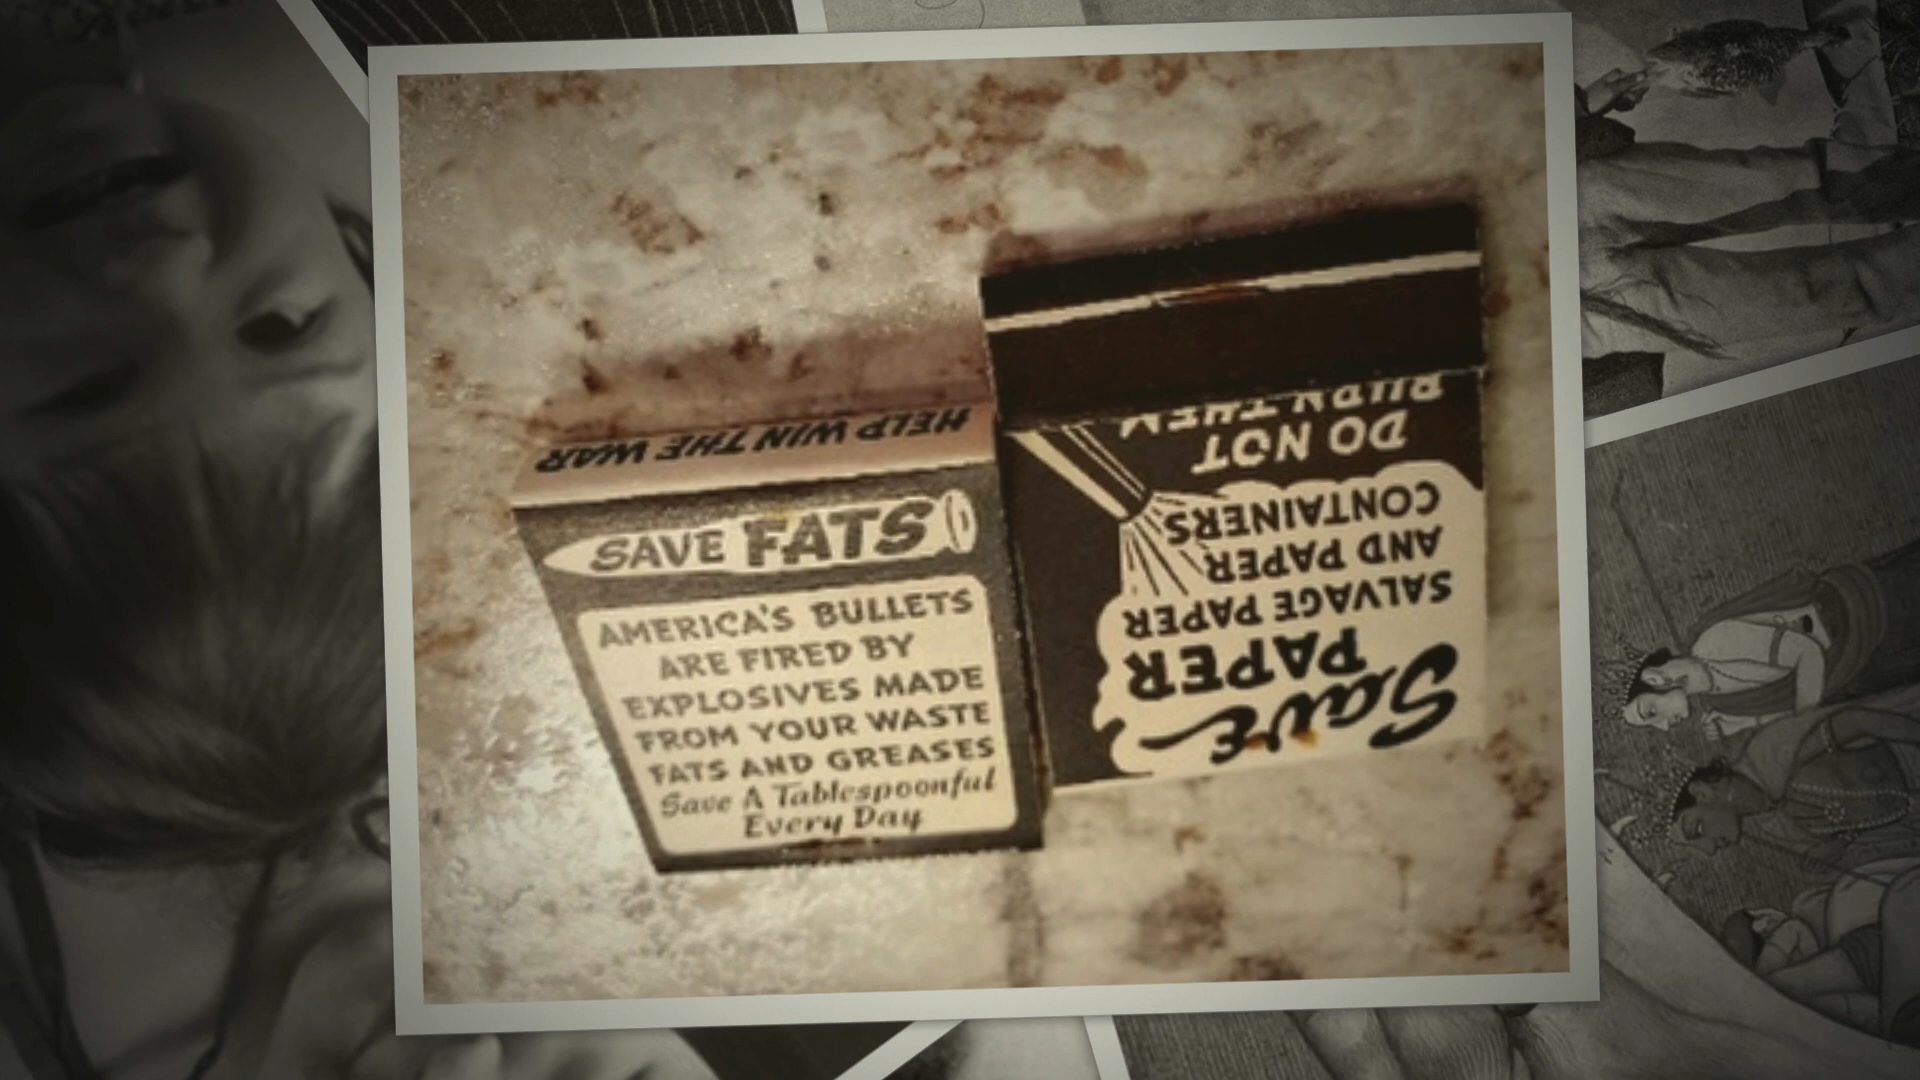 HELP WIN THE WAR
SAVE FATS
AMERICA'S BULLETS
ARE FIRED BY
EXPLOSIVES MADE
FROM YOUR WASTE
FATS AND GREASES
Save A Tablespoonful
Every Day
Save
PAPER
SALVAGE PAPER
AND PAPER
CONTAINERS
DO NOT
BURN THEM